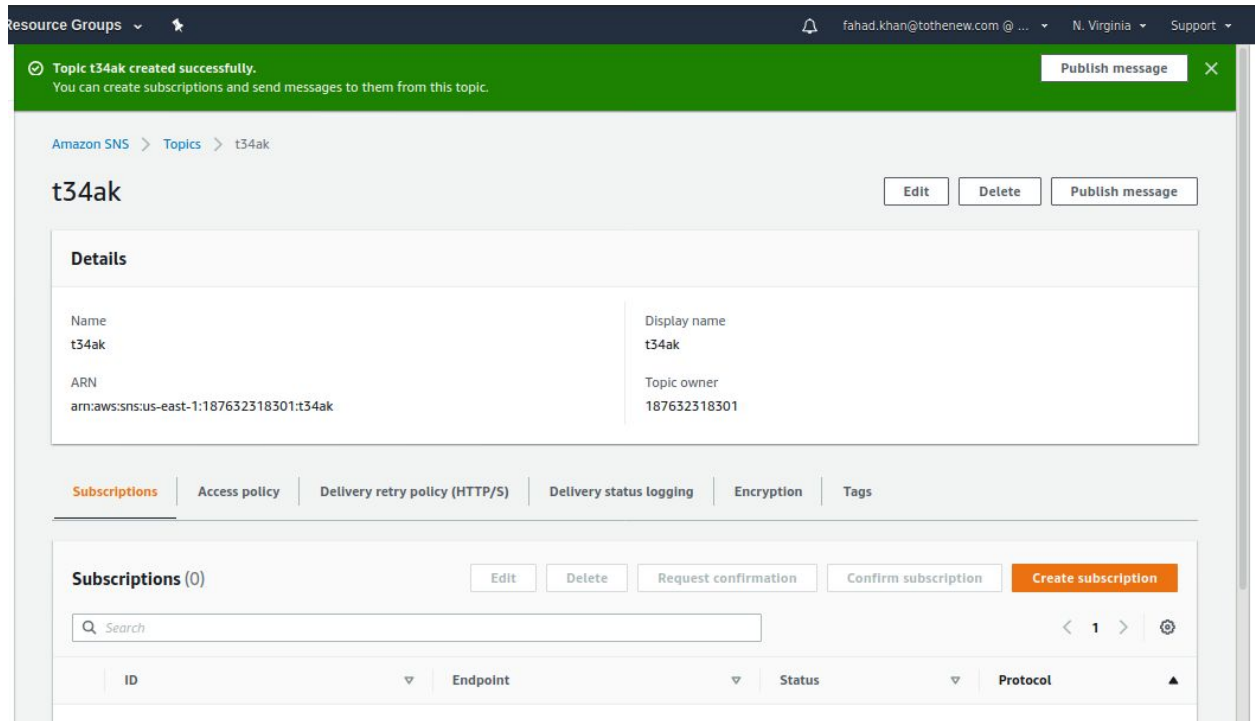 Resource Groups fahad.khan@tothenew.com @ ... N. Virginia Support
Topic t34ak created successfully. Publish message
You can create subscriptions and send messages to them from this topic.
Amazon SNS > Topics > t34ak
t34ak Edit Delete Publish message
Details
Name Display name
t34ak t34ak
ARN Topic owner
arn:aws:sns:us-east-1:187632318301:t34ak 187632318301
Subscriptions Access policy Delivery retry policy (HTTP/S) Delivery status logging Encryption Tags
Subscriptions (0) Edit Delete Request confirmation Confirm subscription Create subscription
Search < 1 >
ID Endpoint Status Protocol